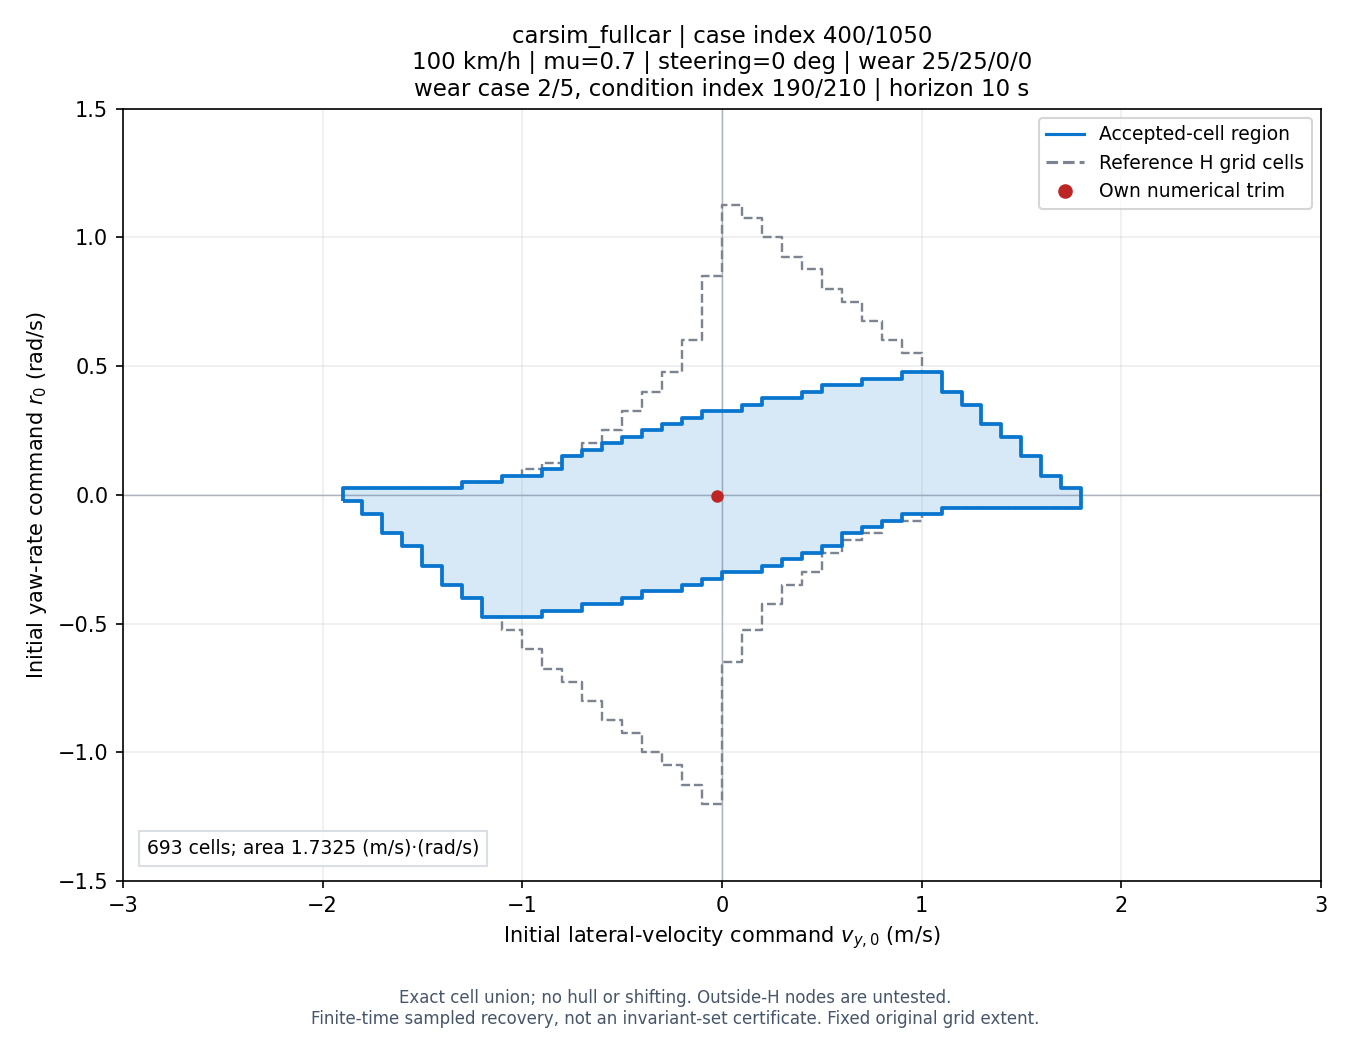 carsim_fullcar | case index 400/1050
100 km/h | mu=0.7 | steering=0 deg | wear 25/25/0/0
wear case 2/5, condition index 190/210 | horizon 10 s
1.5
1.0
0.5
0.0
−0.5
−1.0
−1.5
Initial yaw-rate command r0 (rad/s)
Accepted-cell region
Reference H grid cells
Own numerical trim
693 cells; area 1.7325 (m/s)·(rad/s)
−3 −2 −1 0 1 2 3
Initial lateral-velocity command vy,0 (m/s)
Exact cell union; no hull or shifting. Outside-H nodes are untested.
Finite-time sampled recovery, not an invariant-set certificate. Fixed original grid extent.